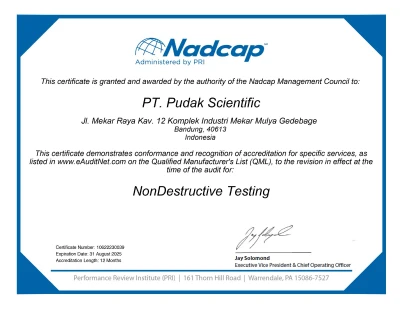 Nadcap
Administered by PRI
This certificate is granted and awarded by the authority of the Nadcap Management Council to:
PT. Pudak Scientific
Jl. Mekar Raya Kav. 12 Komplek Industri Mekar Mulya Gedebage
Bandung, 40613
Indonesia
This certificate demonstrates conformance and recognition of accreditation for specific services, as
listed in www.eAuditNet.com on the Qualified Manufacturer's List (QML), to the revision in effect at the
time of the audit for:
NonDestructive Testing
Certificate Number: 10620230039
Expiration Date: 31 August 2025
Accreditation Length: 12 Months
Jay Solomond
Executive Vice President & Chief Operating Officer
Performance Review Institute (PRI) | 161 Thorn Hill Road | Warrendale, PA 15086-7527